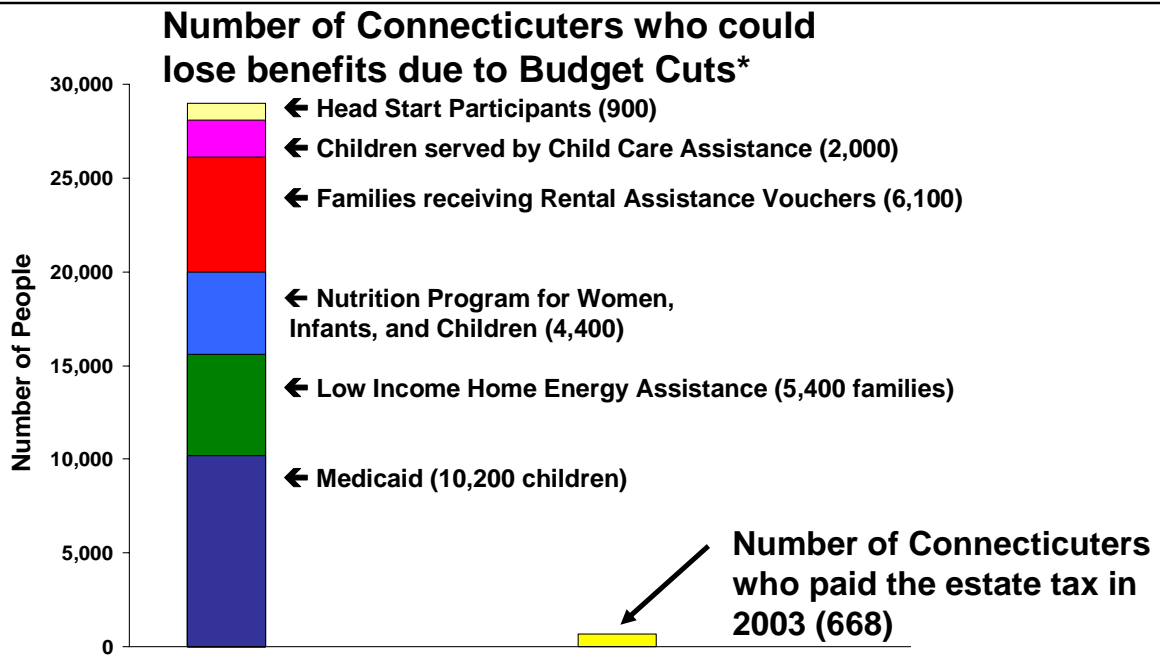 Number of Connecticuters who could
lose benefits due to Budget Cuts*
30,000
25,000
20,000
15,000
10,000
5,000
0
Number of People
← Head Start Participants (900)
← Children served by Child Care Assistance (2,000)
← Families receiving Rental Assistance Vouchers (6,100)
← Nutrition Program for Women,
Infants, and Children (4,400)
← Low Income Home Energy Assistance (5,400 families)
← Medicaid (10,200 children)
Number of Connecticuters
who paid the estate tax in
2003 (668)